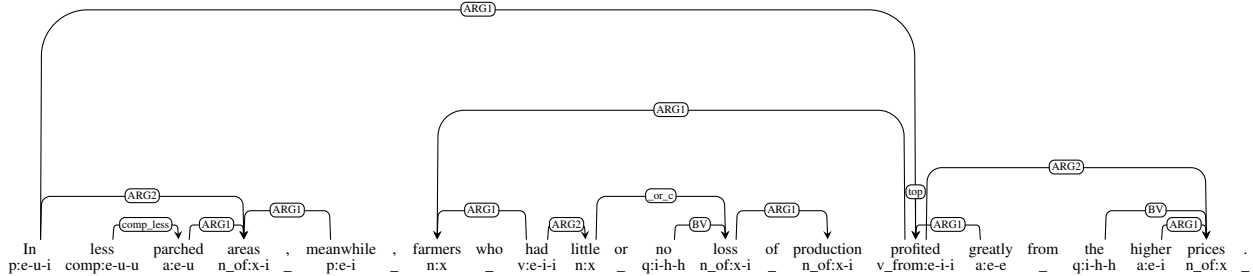 ARG1
ARG1
ARG2
top
ARG2 _or_c ARG1 BV
comp_less ARG1 ARG1 ARG2 BV ARG1 ARG1 ARG1
In less parched areas , meanwhile , farmers who had little or no loss of production profited greatly from the higher prices .
p:e-u-i comp:e-u-u a:e-u n_of:x-i _ p:e-i _ n:x _ v:e-i-i n:x _ q:i-h-h n_of:x-i _ n_of:x-i v_from:e-i-i a:e-e _ q:i-h-h a:e-i n_of:x _